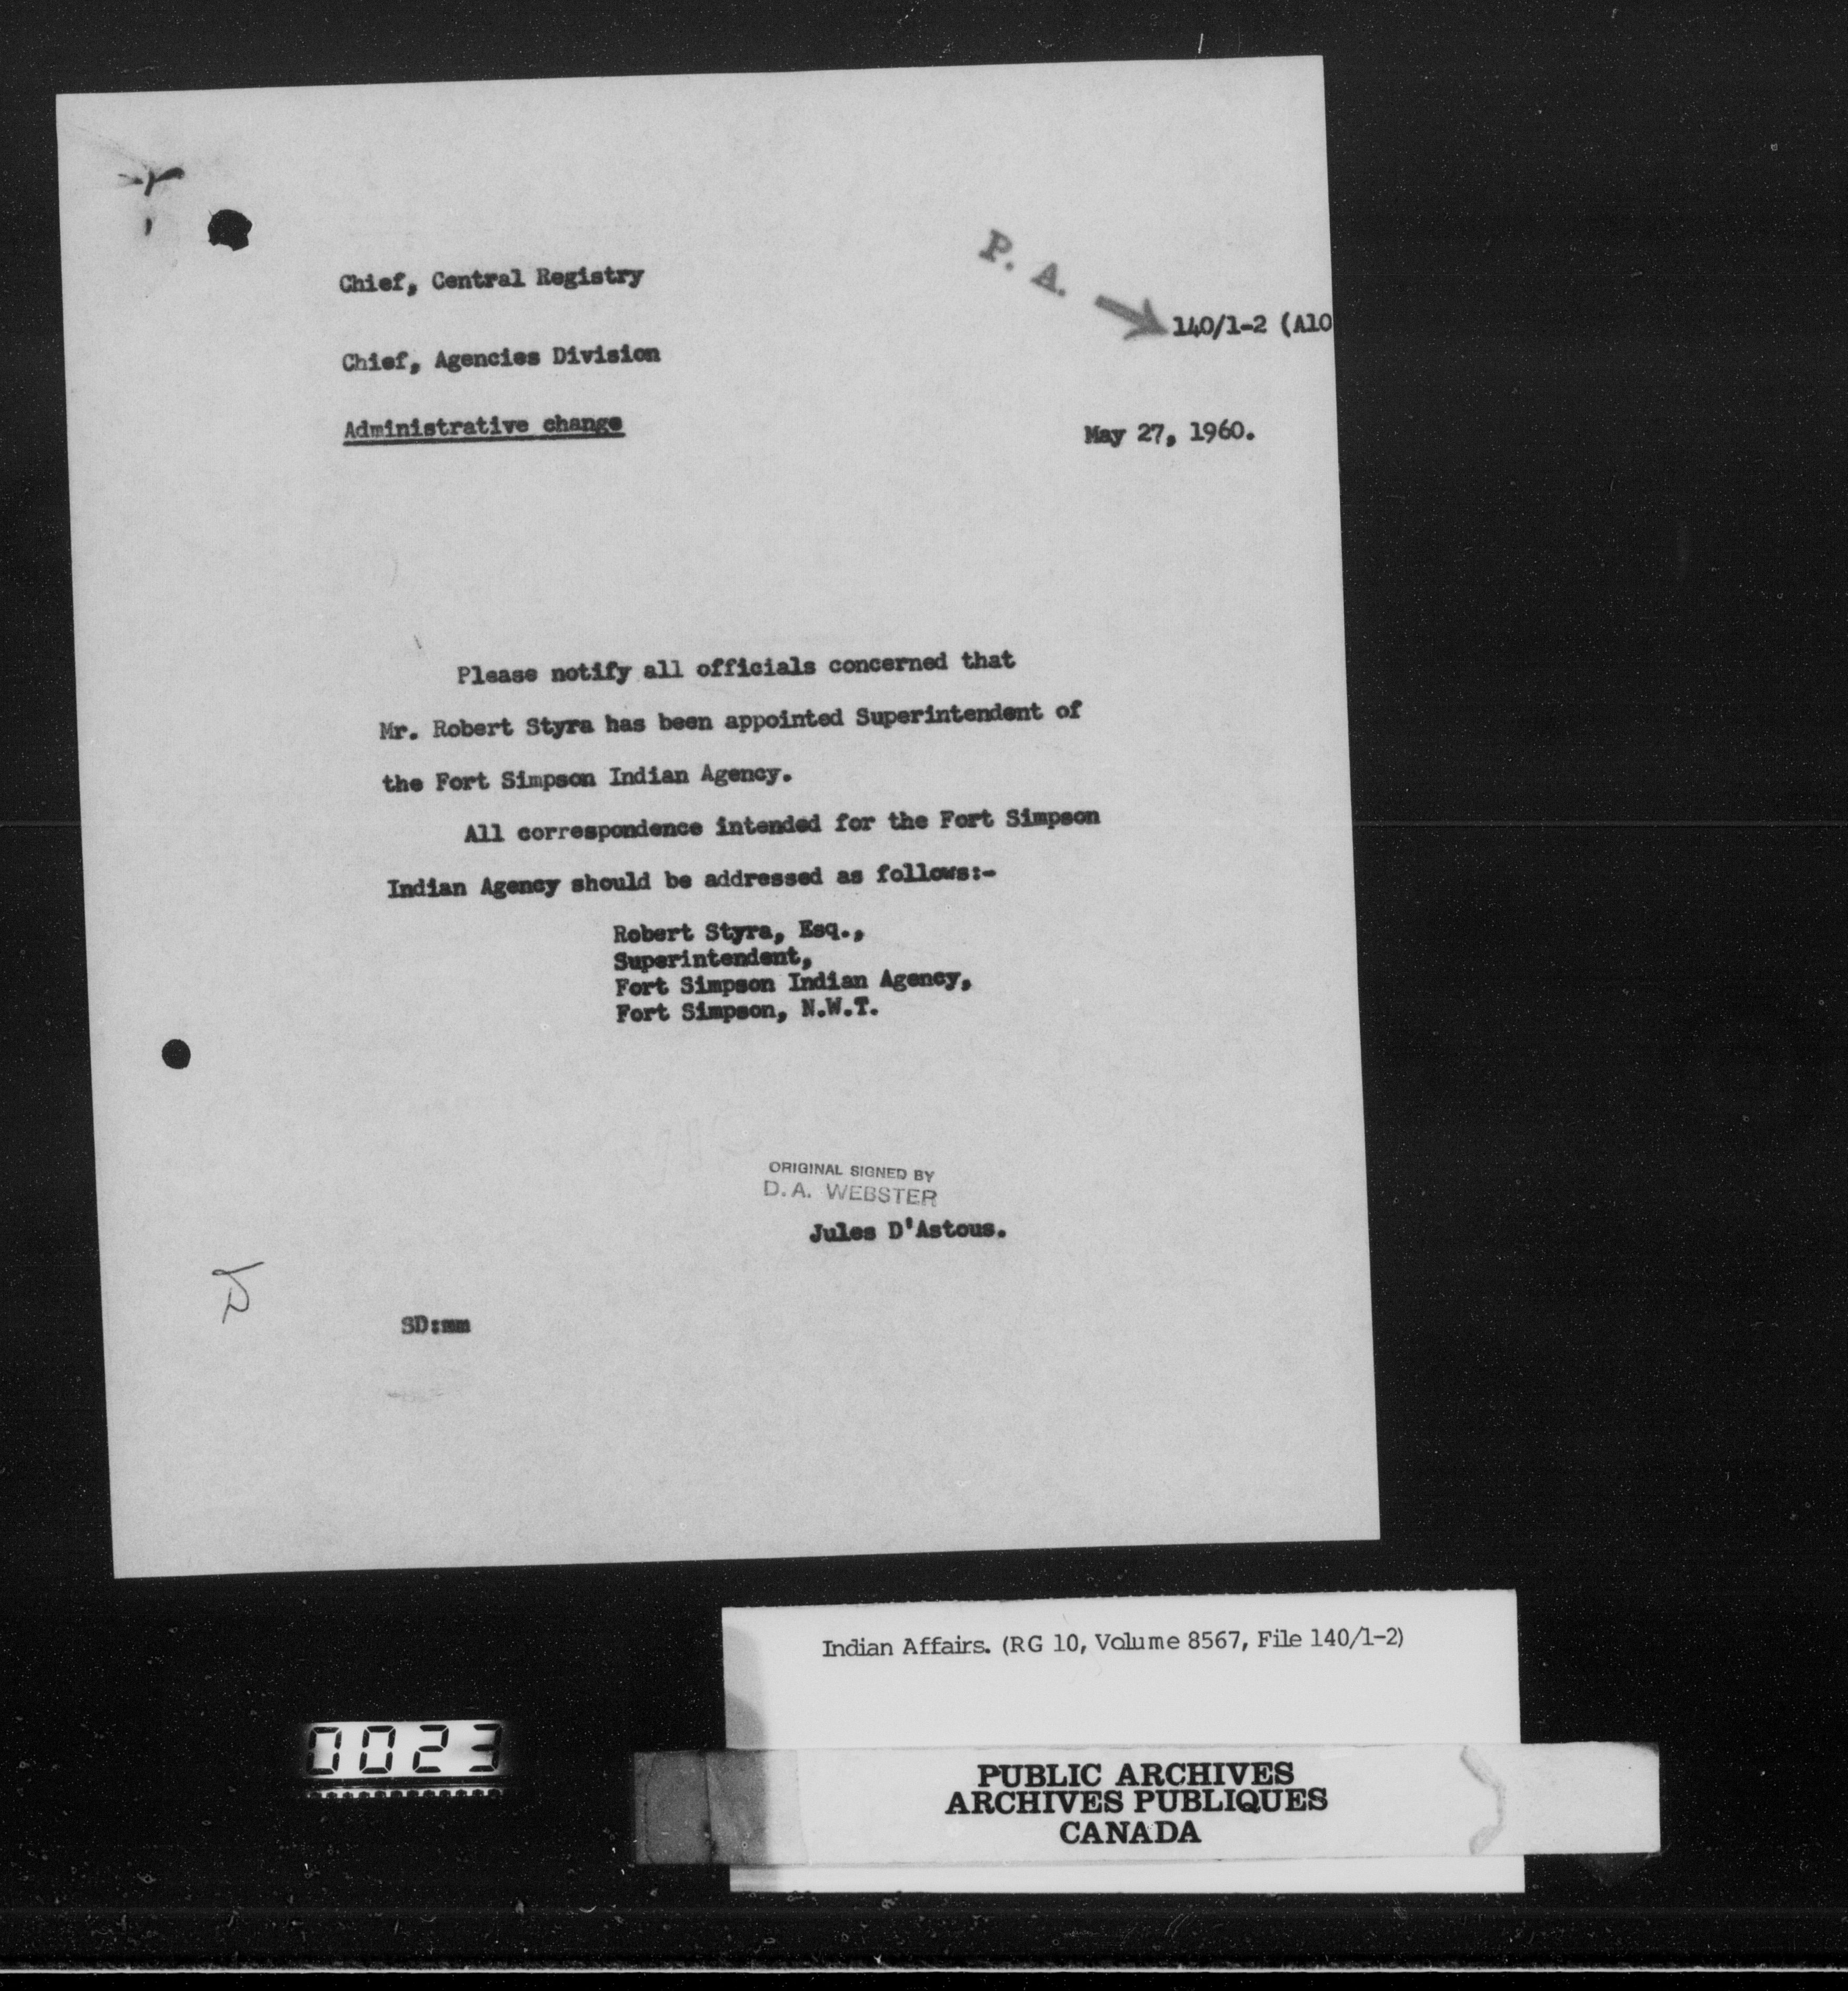 Chief, Central Registry
P. A.
140/1-2 (A10
Chief, Agencies Division
Administrative change
May 27, 1960.
Please notify all officials concerned that
Mr. Robert Styra has been appointed Superintendent of
the Fort Simpson Indian Agency.
All correspondence intended for the Fort Simpson
Indian Agency should be addressed as follows:-
Robert Styra, Esq.,
Superintendent,
Fort Simpson Indian Agency,
Fort Simpson, N.W.T.
ORIGINAL SIGNED BY
D. A. WEBSTER
Jules D'Astous.
SD:mm
Indian Affairs. (RG 10, Volume 8567, File 140/1-2)
0023
PUBLIC ARCHIVES
ARCHIVES PUBLIQUES
CANADA